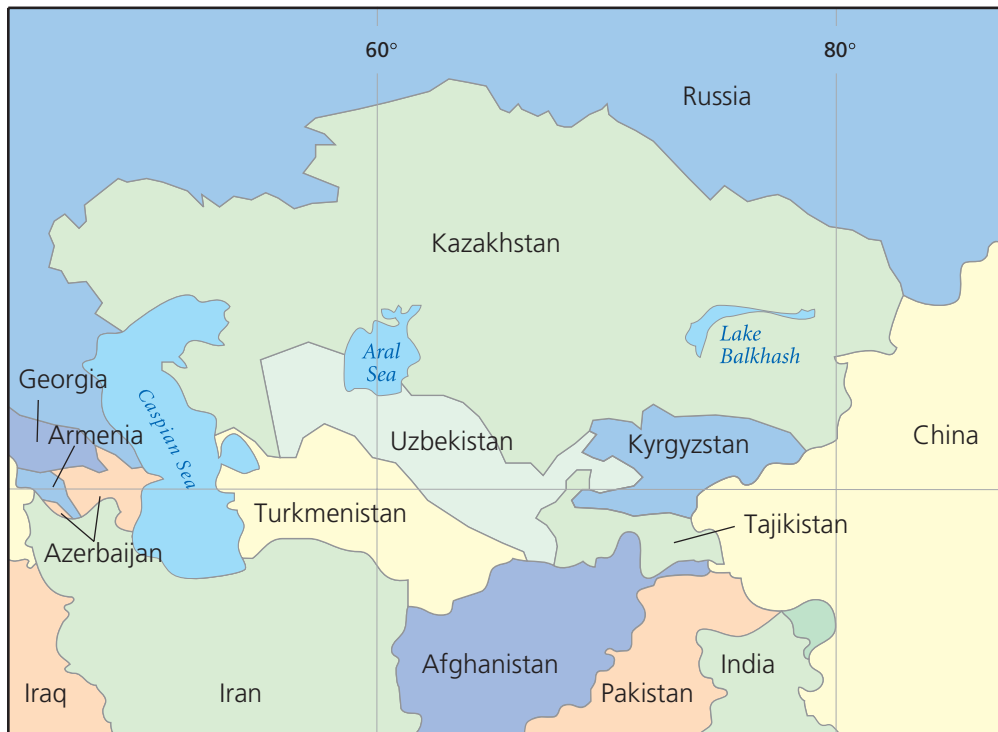 60°
80°
Russia
Kazakhstan
Aral
Sea
Lake
Balkhash
Georgia
Caspian Sea
Armenia
Uzbekistan
Kyrgyzstan
China
Turkmenistan
Tajikistan
Azerbaijan
Afghanistan
India
Iraq
Iran
Pakistan